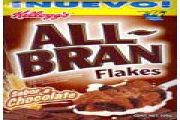 ¡NUEVO!
Kellogg's
ALL-
BRAN
Flakes
Sabor a
Chocolate